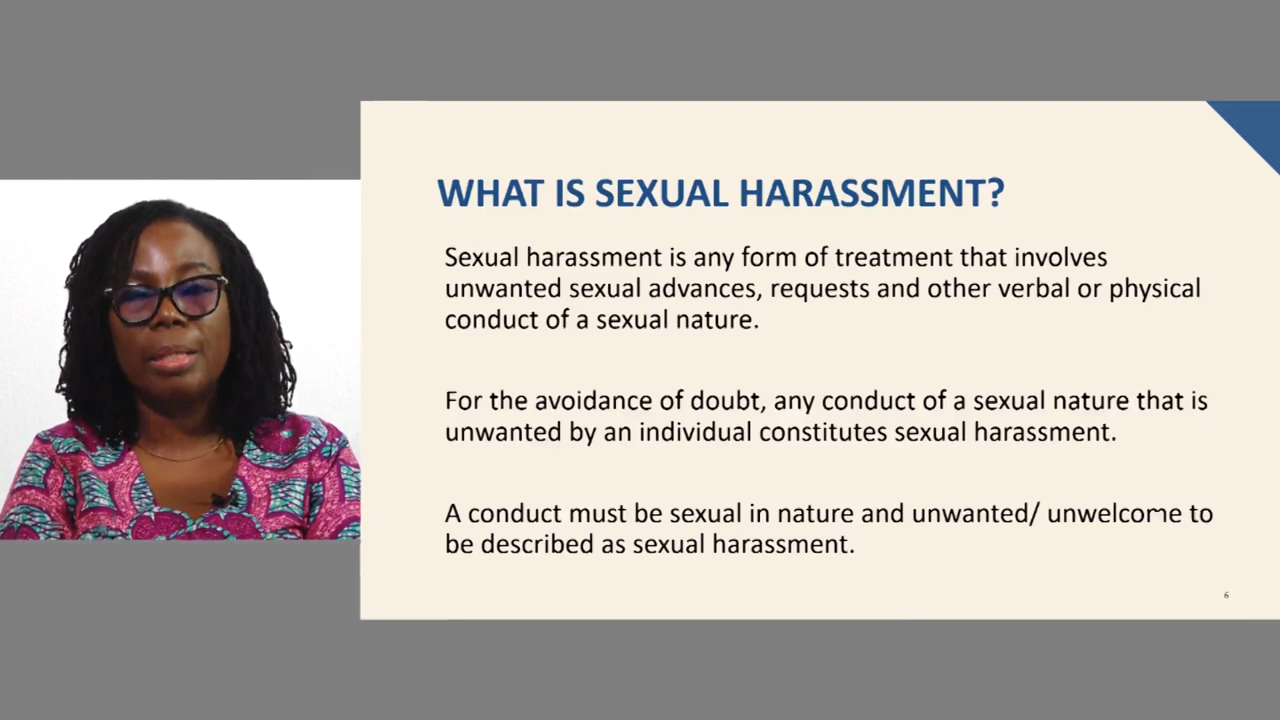 WHAT IS SEXUAL HARASSMENT?
Sexual harassment is any form of treatment that involves
unwanted sexual advances, requests and other verbal or physical
conduct of a sexual nature.
For the avoidance of doubt, any conduct of a sexual nature that is
unwanted by an individual constitutes sexual harassment.
A conduct must be sexual in nature and unwanted/ unwelcome to
be described as sexual harassment.
6